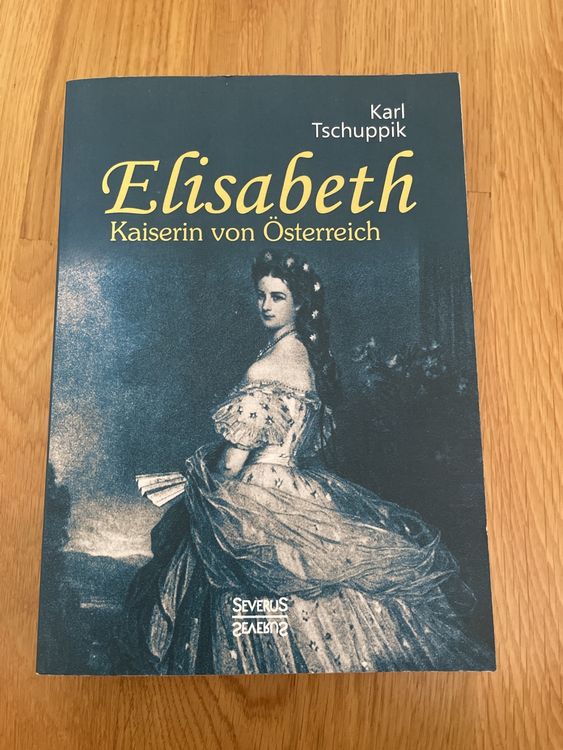 Karl
Tschuppik
Elisabeth
Kaiserin von Österreich
SEVERUS
SEVERUS